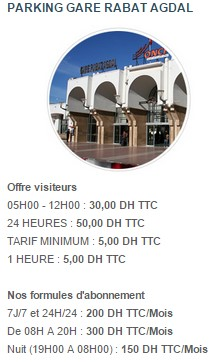 PARKING GARE RABAT AGDAL
ONCF
Offre visiteurs
05H00 - 12H00 : 30,00 DH TTC
24 HEURES : 50,00 DH TTC
TARIF MINIMUM : 5,00 DH TTC
1 HEURE : 5,00 DH TTC
Nos formules d'abonnement
7J/7 et 24H/24 : 200 DH TTC/Mois
De 08H A 20H : 300 DH TTC/Mois
Nuit (19H00 A 08H00) : 150 DH TTC/Mois